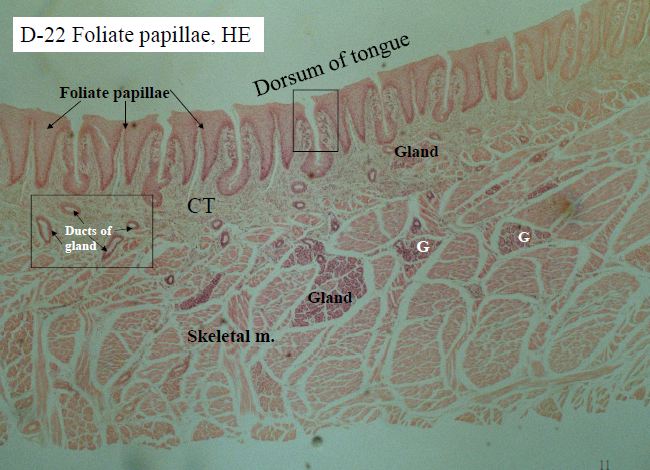 D-22 Foliate papillae, HE
Dorsum of tongue
Foliate papillae
Gland
CT
Ducts of
gland
G
G
Gland
Skeletal m.
11